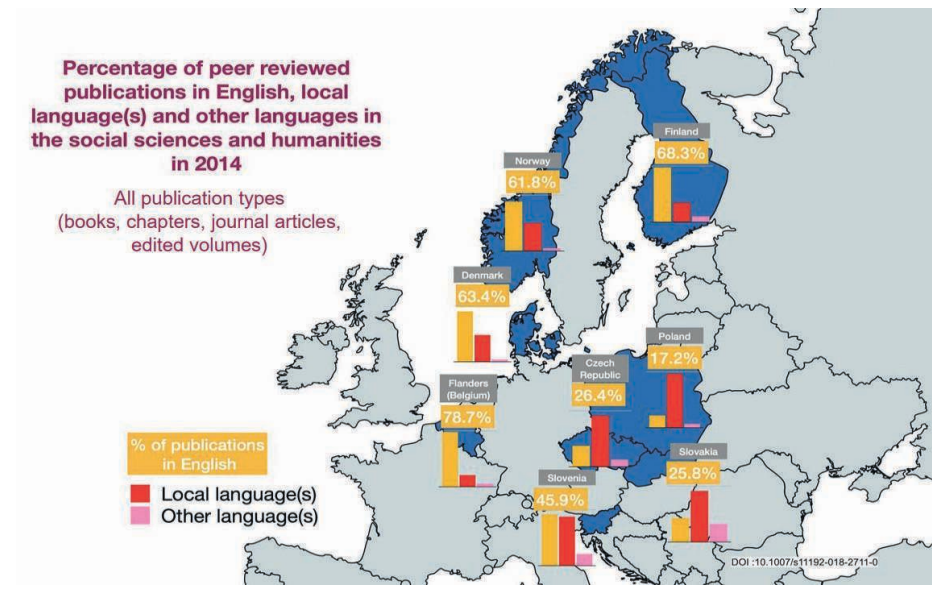 Percentage of peer reviewed
publications in English, local
language(s) and other languages in
the social sciences and humanities
in 2014
All publication types
(books, chapters, journal articles,
edited volumes)
Finland
68.3%
Norway
61.8%
Denmark
63.4%
Poland
17.2%
Czech
Republic
26.4%
Flanders
(Belgium)
78.7%
Slovakia
25.8%
Slovenia
45.9%
% of publications
in English
Local language(s)
Other language(s)
DOI :10.1007/s11192-018-2711-0